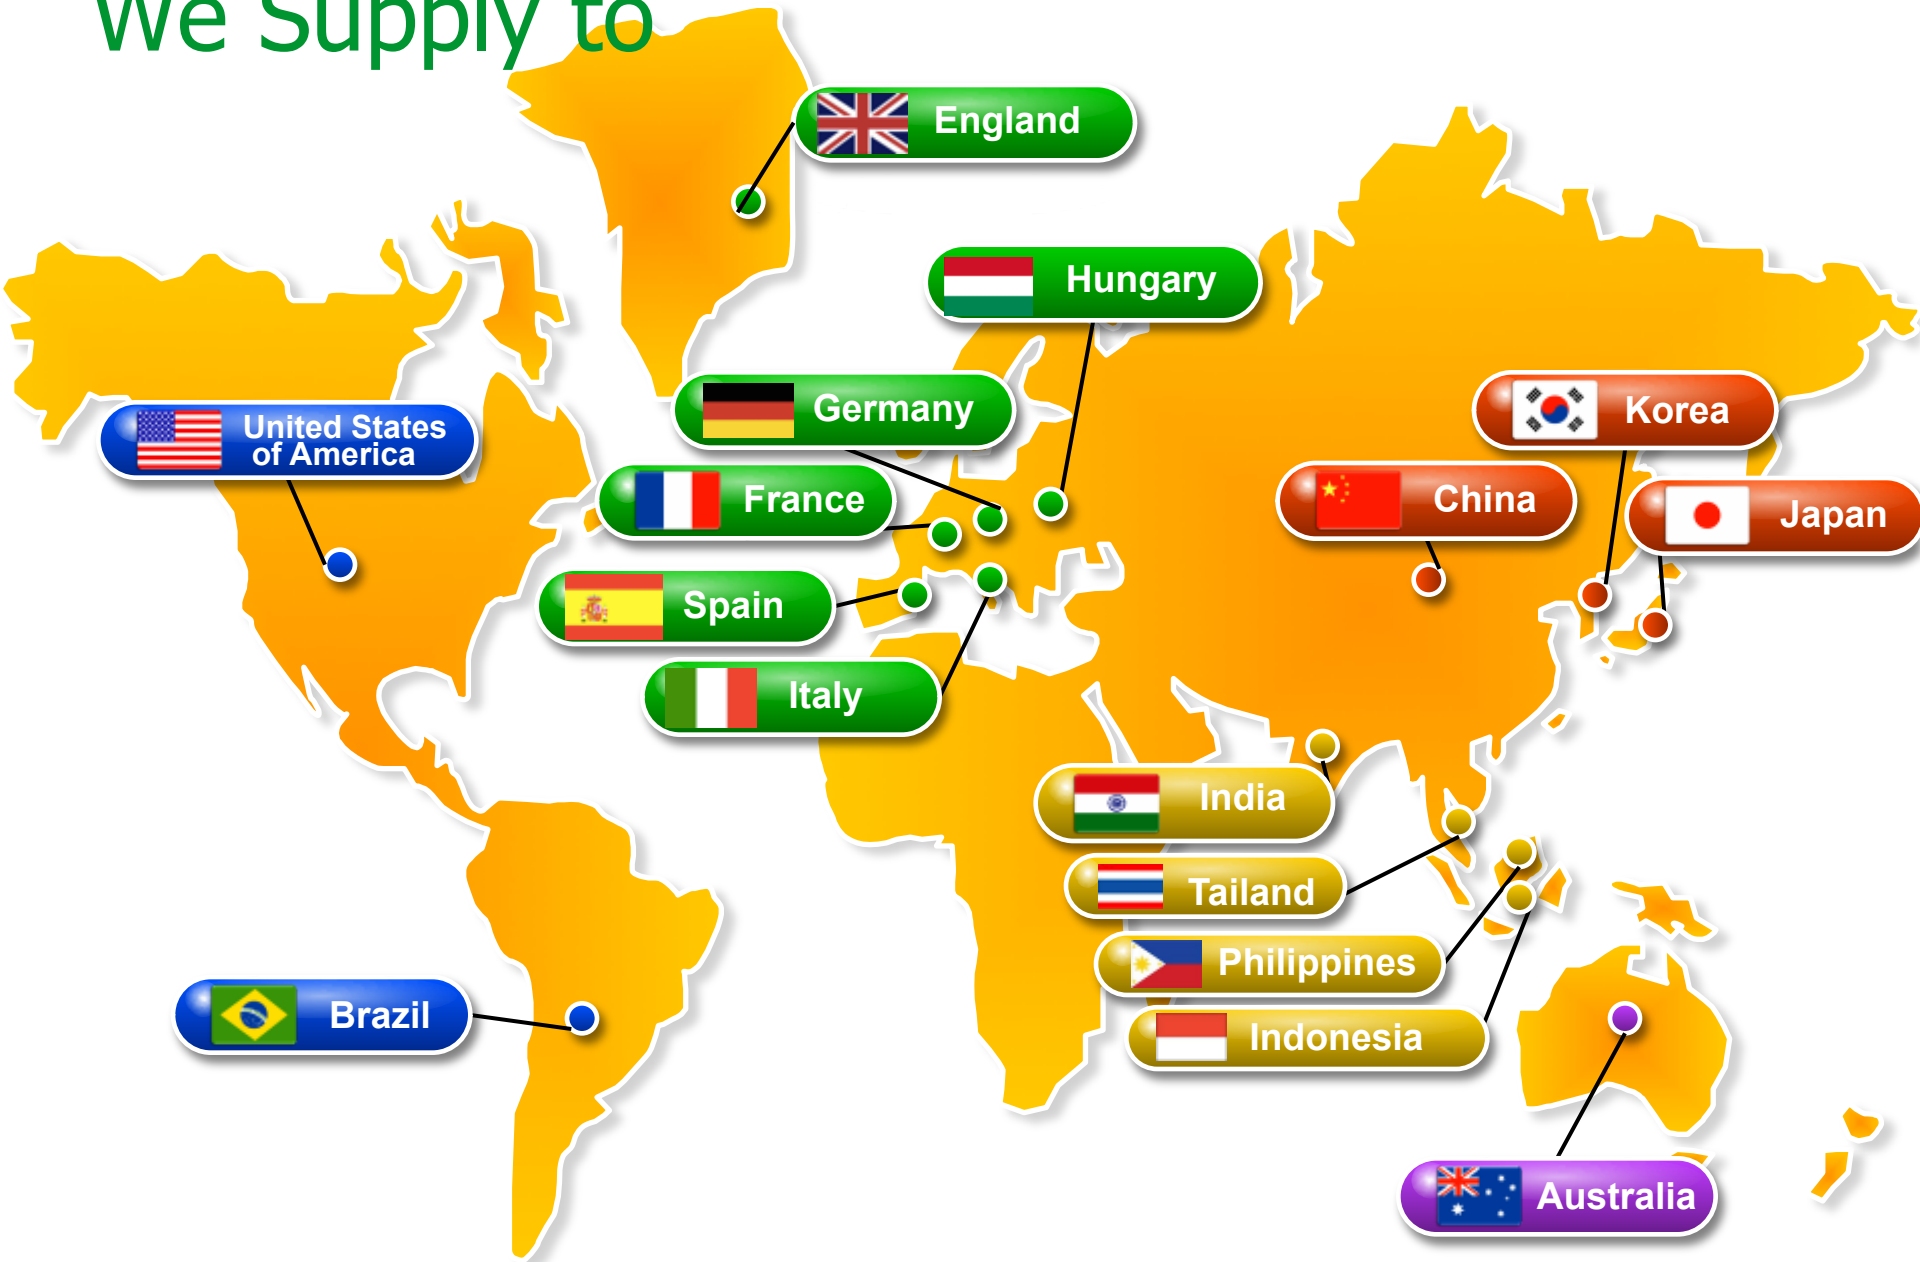 We Supply to
England
Hungary
Germany
Korea
United States
of America
France
China
Japan
Spain
Italy
India
Tailand
Philippines
Brazil
Indonesia
Australia